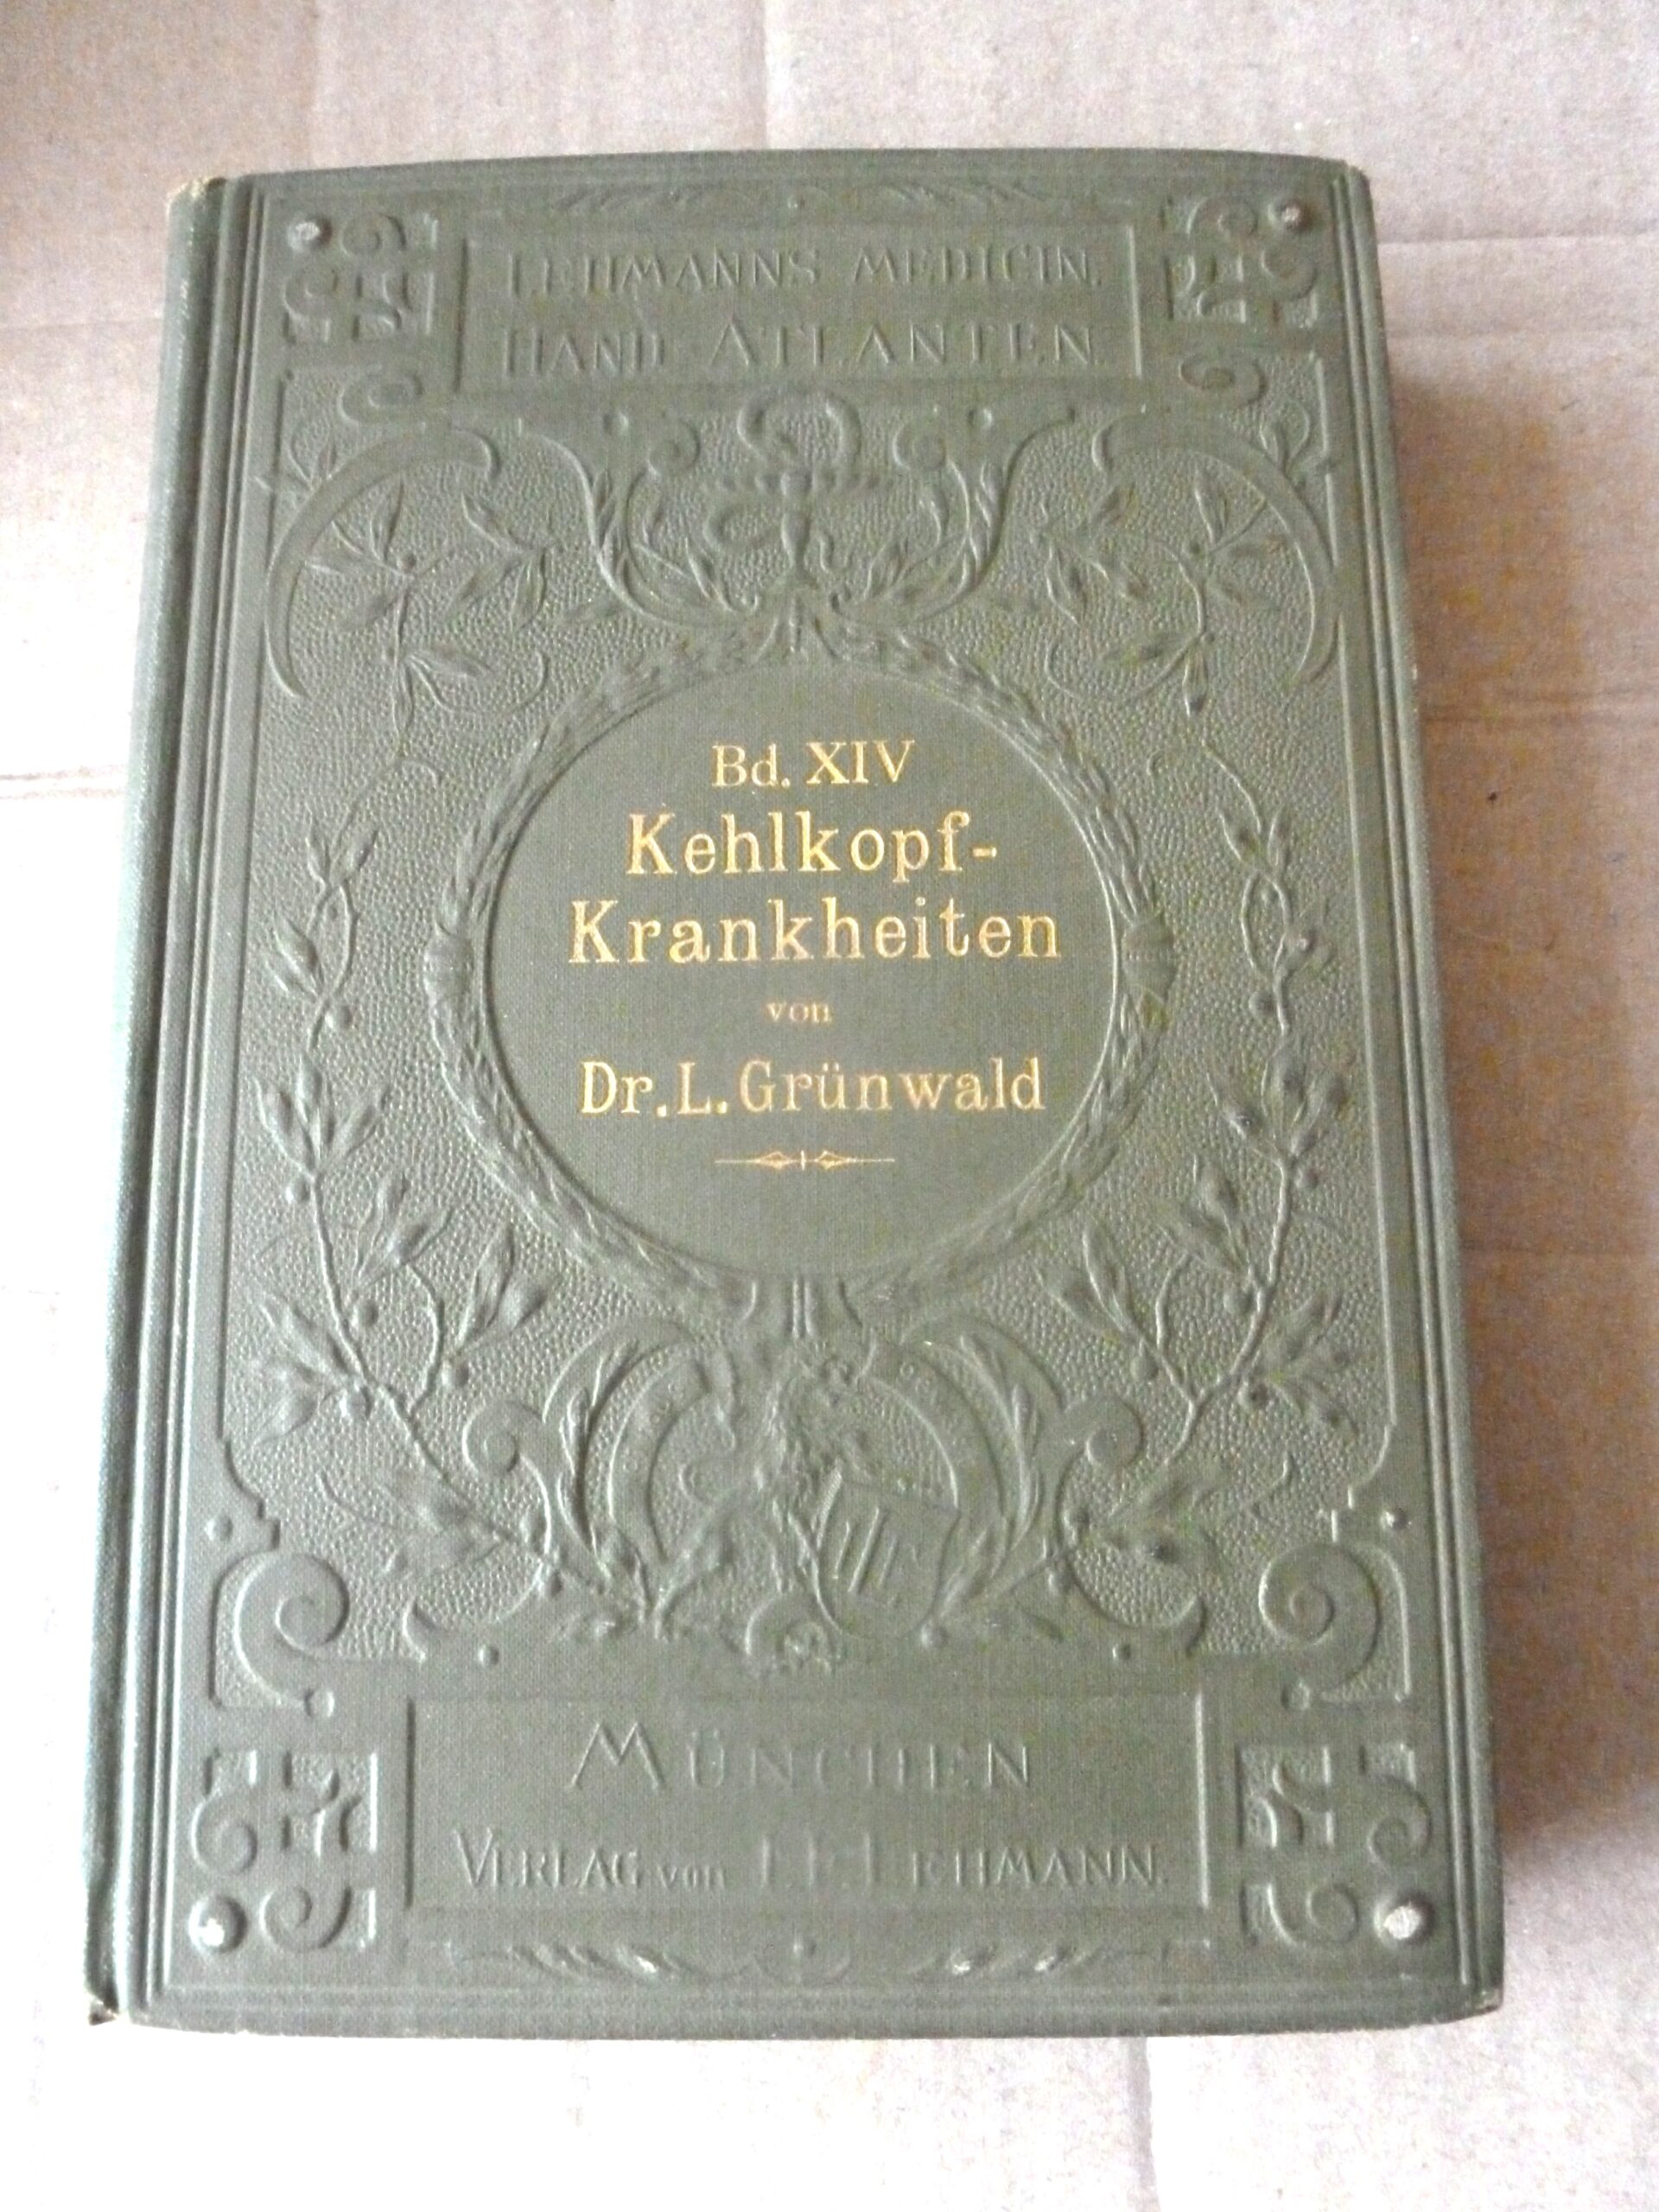 LEHMANNS MEDICIN.
HAND ATLANTEN.
Bd. XIV
Kehlkopf-
Krankheiten
von
Dr. L. Grünwald
MÜNCHEN
VERLAG von J.F. LEHMANN.